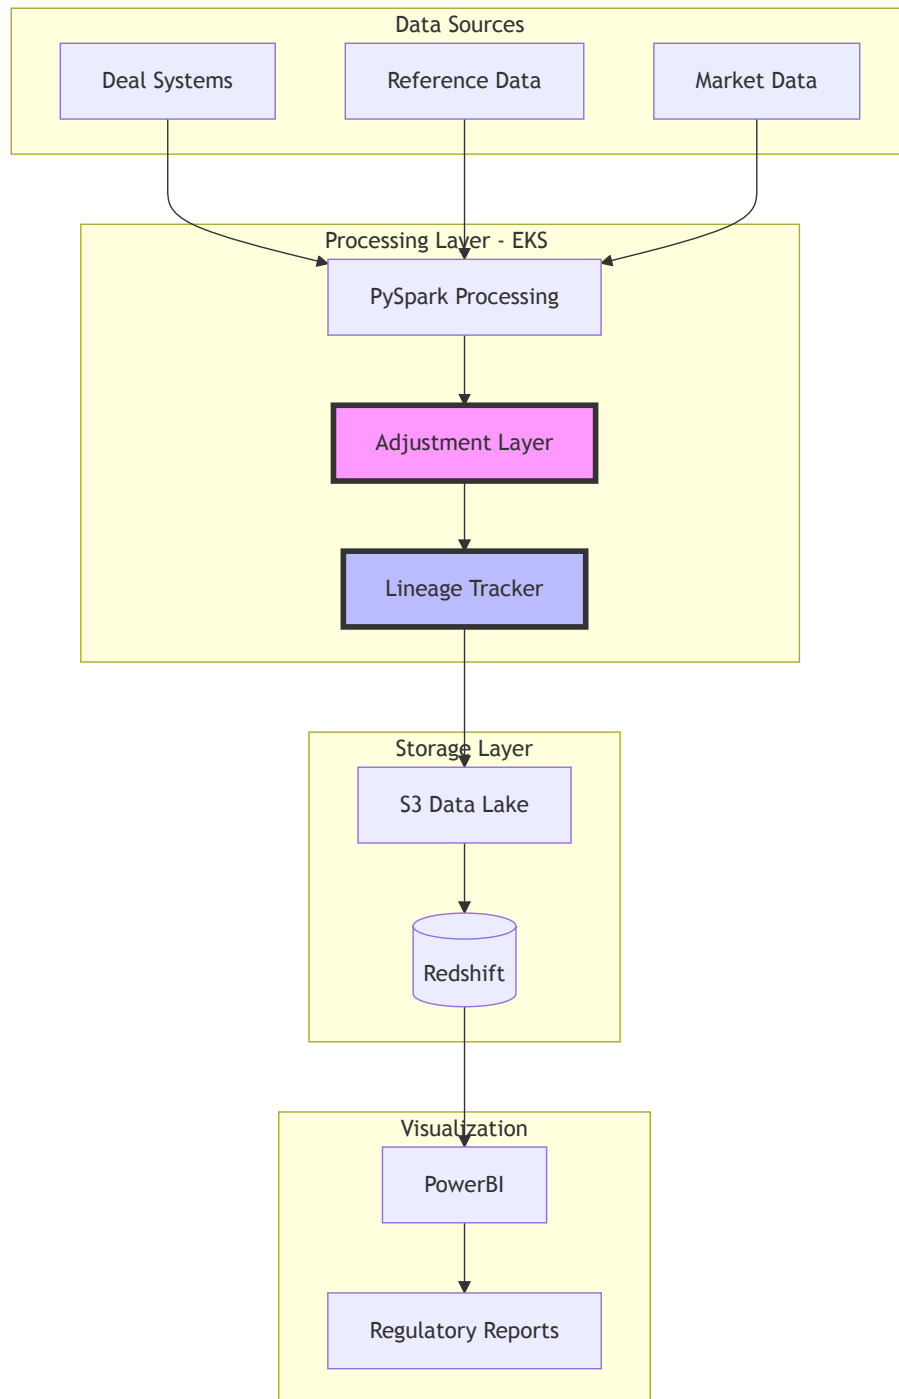 Data Sources
Deal Systems
Reference Data
Market Data
Processing Layer - EKS
PySpark Processing
Adjustment Layer
Lineage Tracker
Storage Layer
S3 Data Lake
Redshift
Visualization
PowerBI
Regulatory Reports